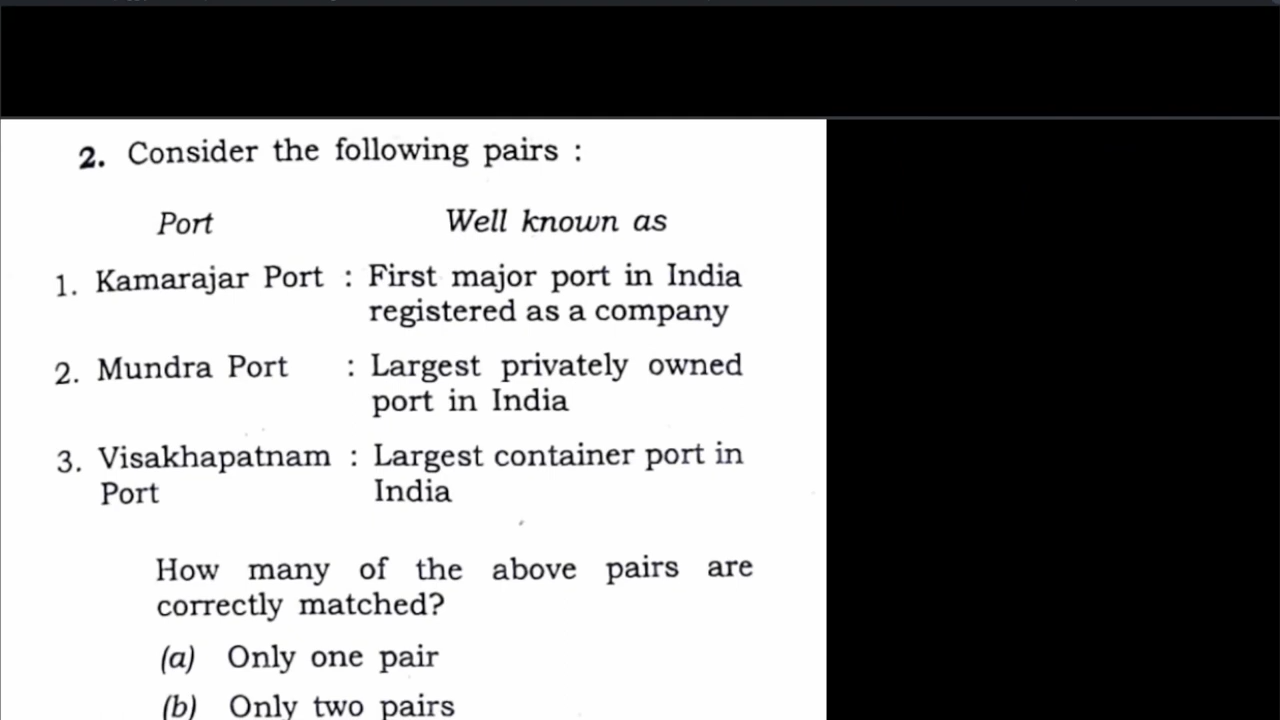 2. Consider the following pairs :
Port Well known as
1. Kamarajar Port : First major port in India
registered as a company
2. Mundra Port : Largest privately owned
port in India
3. Visakhapatnam : Largest container port in
Port India
How many of the above pairs are
correctly matched?
(a) Only one pair
(b) Only two pairs